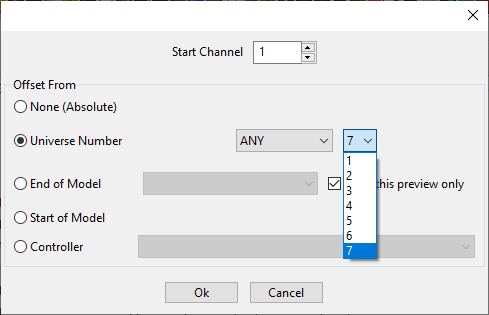 Start Channel 1
Offset From
None (Absolute)
Universe Number ANY 7
1
2
3
4
5
6
7
End of Model this preview only
Start of Model
Controller
Ok Cancel